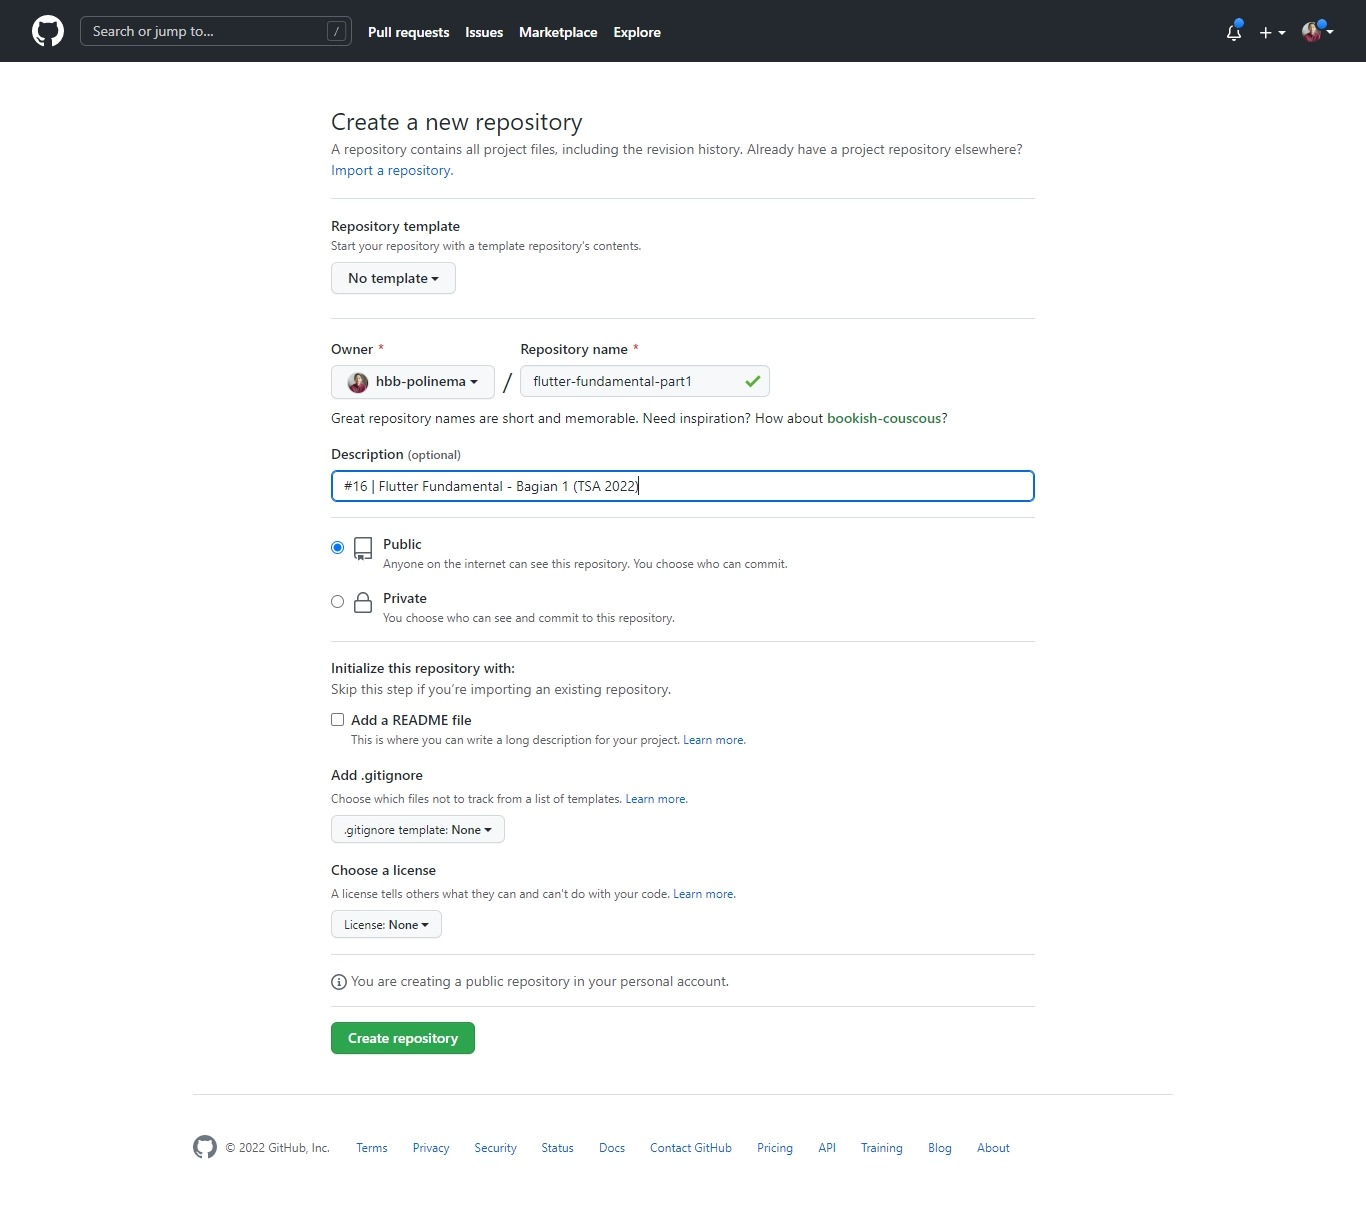 Search or jump to... /
Pull requests Issues Marketplace Explore
Create a new repository
A repository contains all project files, including the revision history. Already have a project repository elsewhere?
Import a repository.
Repository template
Start your repository with a template repository's contents.
No template
Owner * Repository name *
hbb-polinema / flutter-fundamental-part1
Great repository names are short and memorable. Need inspiration? How about bookish-couscous?
Description (optional)
#16 | Flutter Fundamental - Bagian 1 (TSA 2022)
Public
Anyone on the internet can see this repository. You choose who can commit.
Private
You choose who can see and commit to this repository.
Initialize this repository with:
Skip this step if you're importing an existing repository.
Add a README file
This is where you can write a long description for your project. Learn more.
Add .gitignore
Choose which files not to track from a list of templates. Learn more.
.gitignore template: None
Choose a license
A license tells others what they can and can't do with your code. Learn more.
License: None
You are creating a public repository in your personal account.
Create repository
© 2022 GitHub, Inc. Terms Privacy Security Status Docs Contact GitHub Pricing API Training Blog About